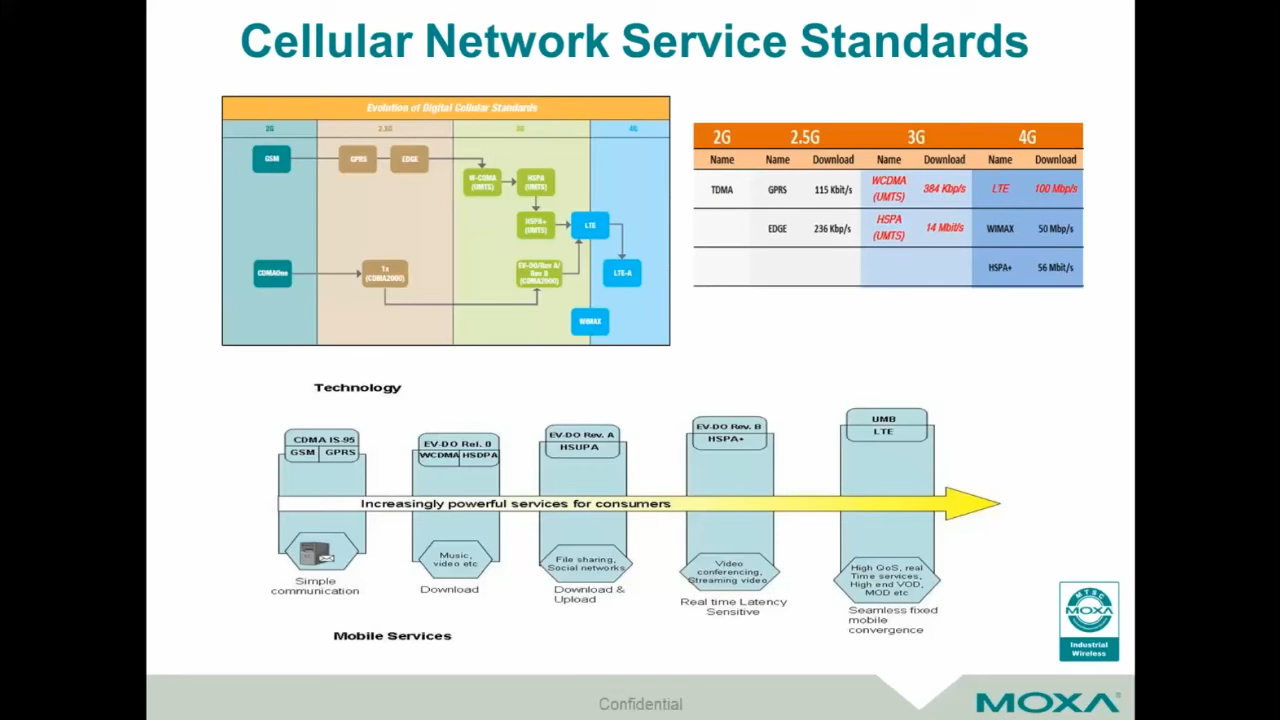 Cellular Network Service Standards
Evolution of Digital Cellular Standards
2G
2.5G
3G
4G
GSM
GPRS
EDGE
W-CDMA
(UMTS)
HSPA
(UMTS)
HSPA+
(UMTS)
LTE
CDMAOne
1x
(CDMA2000)
EV-DO/Rev A/
Rev B
(CDMA2000)
LTE-A
WIMAX
2G 2.5G 3G 4G
Name Name Download Name Download Name Download
TDMA GPRS 115 Kbit/s WCDMA (UMTS) 384 Kbp/s LTE 100 Mbp/s
EDGE 236 Kbp/s HSPA (UMTS) 14 Mbit/s WIMAX 50 Mbp/s
HSPA+ 56 Mbit/s
Technology
CDMA IS-95
GSM GPRS
EV-DO Rel. 0
WCDMA HSDPA
EV-DO Rev. A
HSUPA
EV-DO Rev. B
HSPA+
UMB
LTE
Increasingly powerful services for consumers
Music,
video etc
File sharing,
Social networks
Video
conferencing,
Streaming video
High QoS, real
Time services,
High end VOD,
MOD etc
Simple
communication
Download
Download &
Upload
Real time Latency
Sensitive
Seamless fixed
mobile
convergence
Mobile Services
MTSC
MOXA
Industrial
Wireless
Confidential
MOXA®